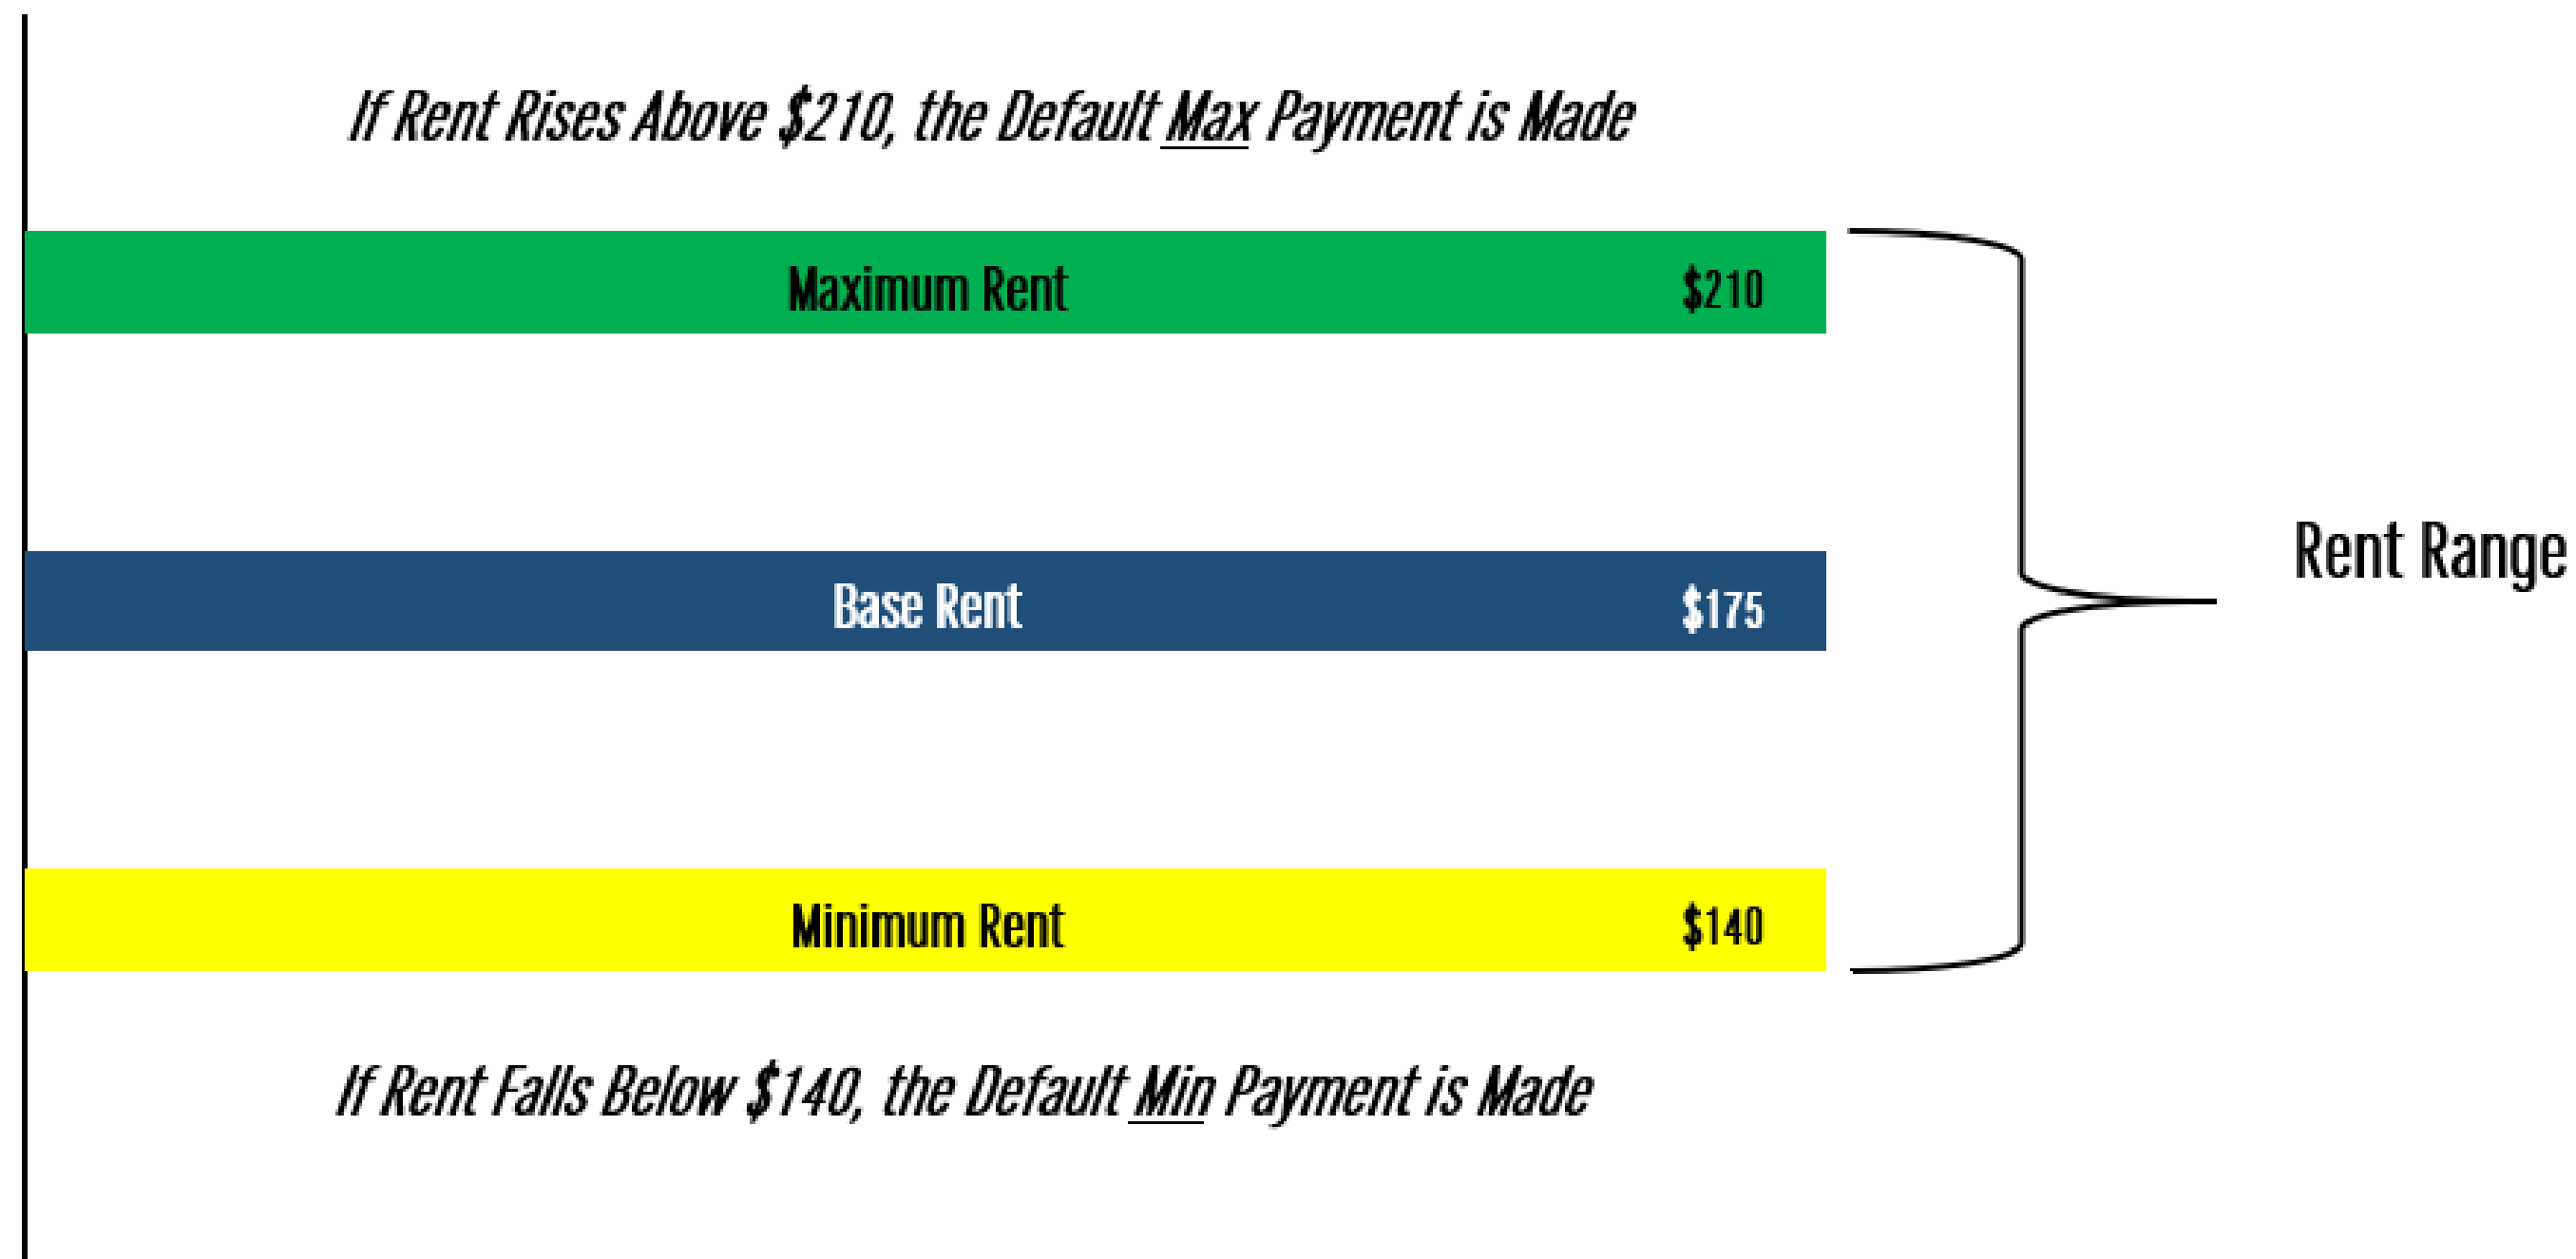 If Rent Rises Above $210, the Default Max Payment is Made
Maximum Rent $210
Base Rent $175
Rent Range
Minimum Rent $140
If Rent Falls Below $140, the Default Min Payment is Made